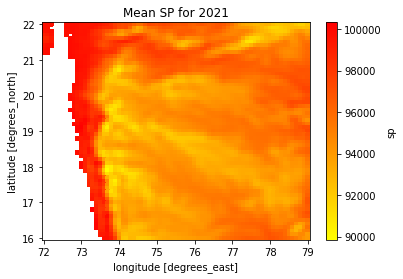 Mean SP for 2021
22
21
20
19
18
17
16
latitude [degrees_north]
72 73 74 75 76 77 78 79
longitude [degrees_east]
100000
98000
96000
94000
92000
90000
sp